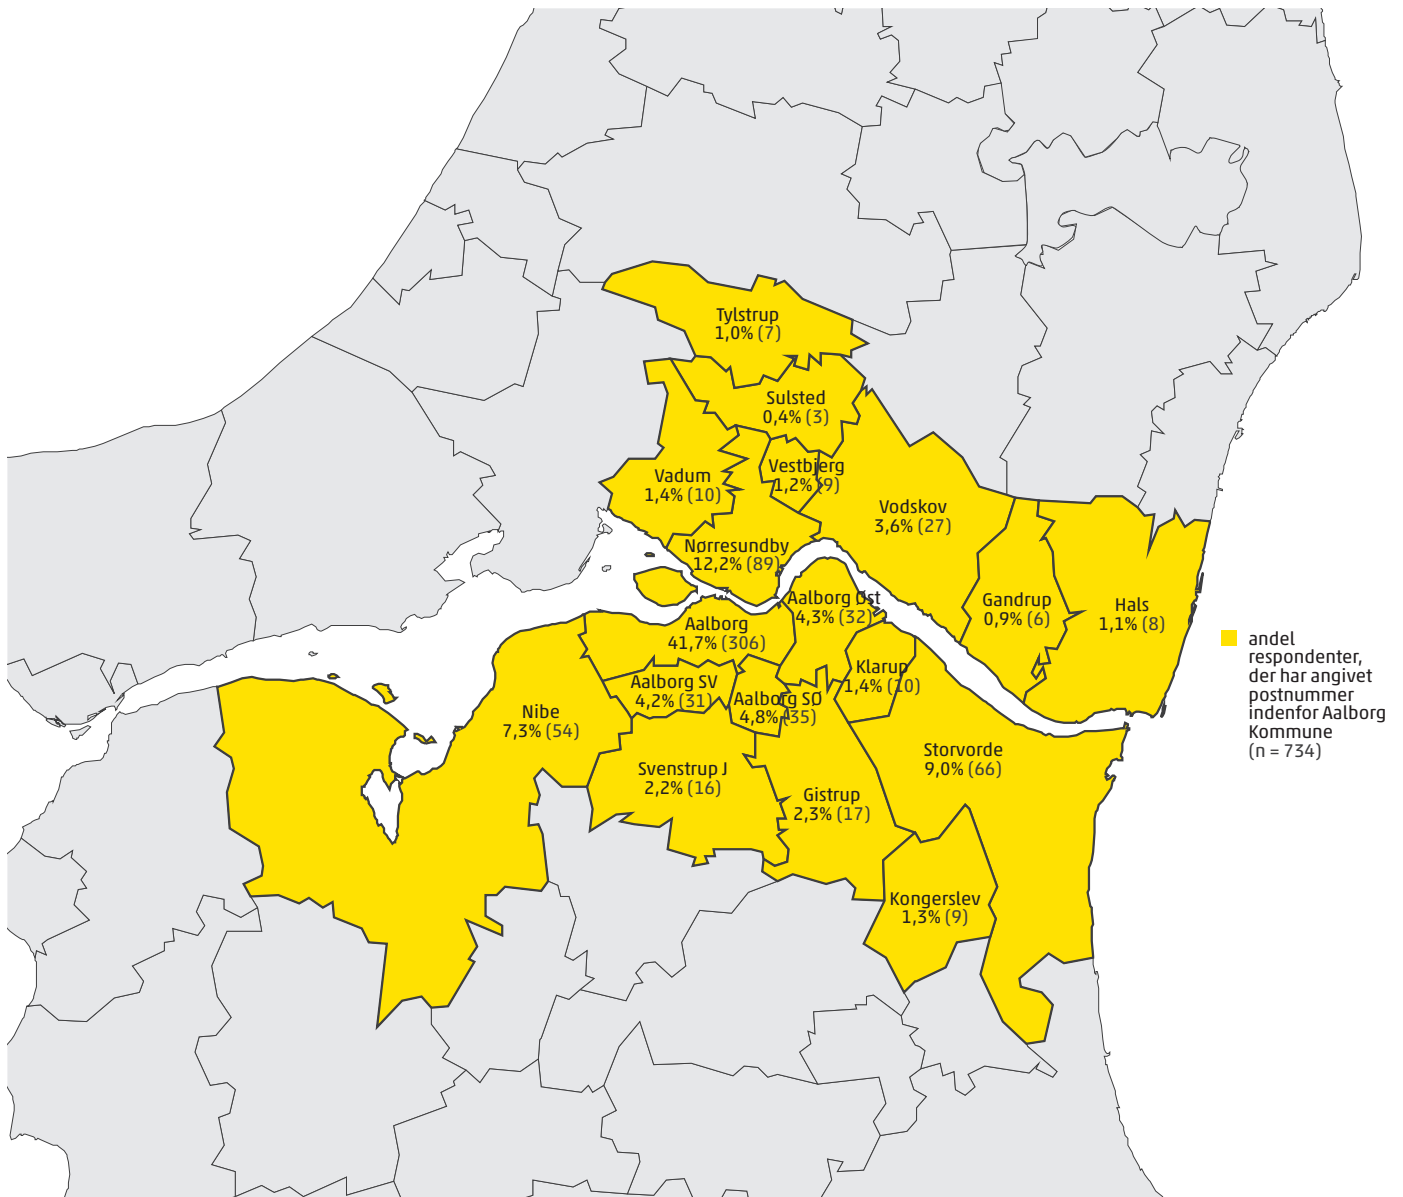 Tylstrup
1,0% (7)
Sulsted
0,4% (3)
Vestbjerg
1,2% (9)
Vadum
1,4% (10)
Vodskov
3,6% (27)
Nørresundby
12,2% (89)
Gandrup
0,9% (6)
Hals
1,1% (8)
Aalborg Øst
4,3% (32)
Aalborg
41,7% (306)
Klarup
1,4% (10)
Aalborg SV
4,2% (31)
Aalborg SØ
4,8% (35)
Nibe
7,3% (54)
Storvorde
9,0% (66)
Svenstrup J
2,2% (16)
Gistrup
2,3% (17)
Kongerslev
1,3% (9)
andel
respondenter,
der har angivet
postnummer
indenfor Aalborg
Kommune
(n = 734)